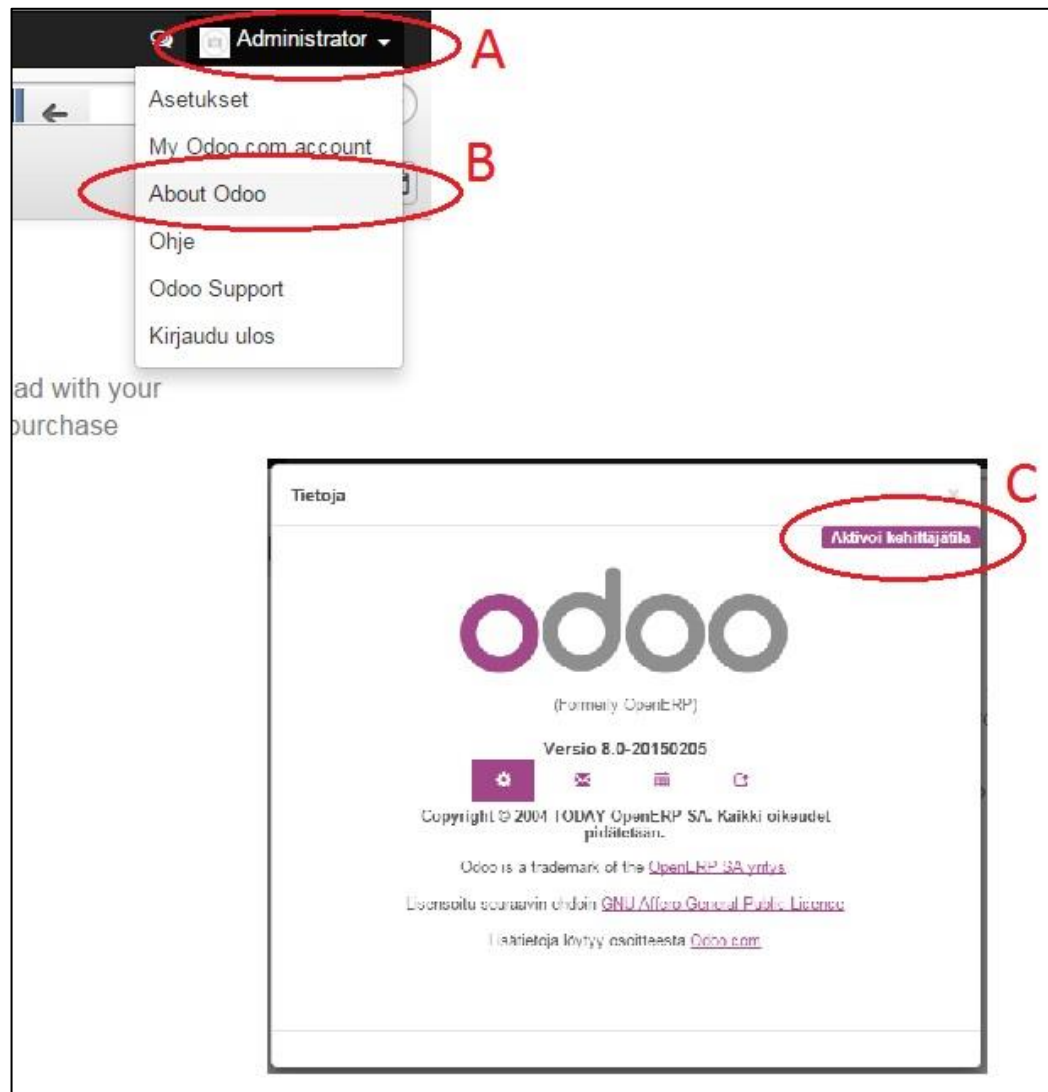 Administrator
A
Asetukset
My Odoo.com account
B
About Odoo
Ohje
Odoo Support
Kirjaudu ulos
ad with your
purchase
C
Tietoja
Aktivoi kehittäjätila
odoo
(Formerly OpenERP)
Versio 8.0-20150205
Copyright © 2004 TODAY OpenERP SA. Kaikki oikeudet
pidätetään.
Odoo is a trademark of the OpenERP SA yritys
Lisensoitu seuraavin ehdoin GNU Affero General Public Licence
Lisätietoja löytyy osoitteesta Odoo.com